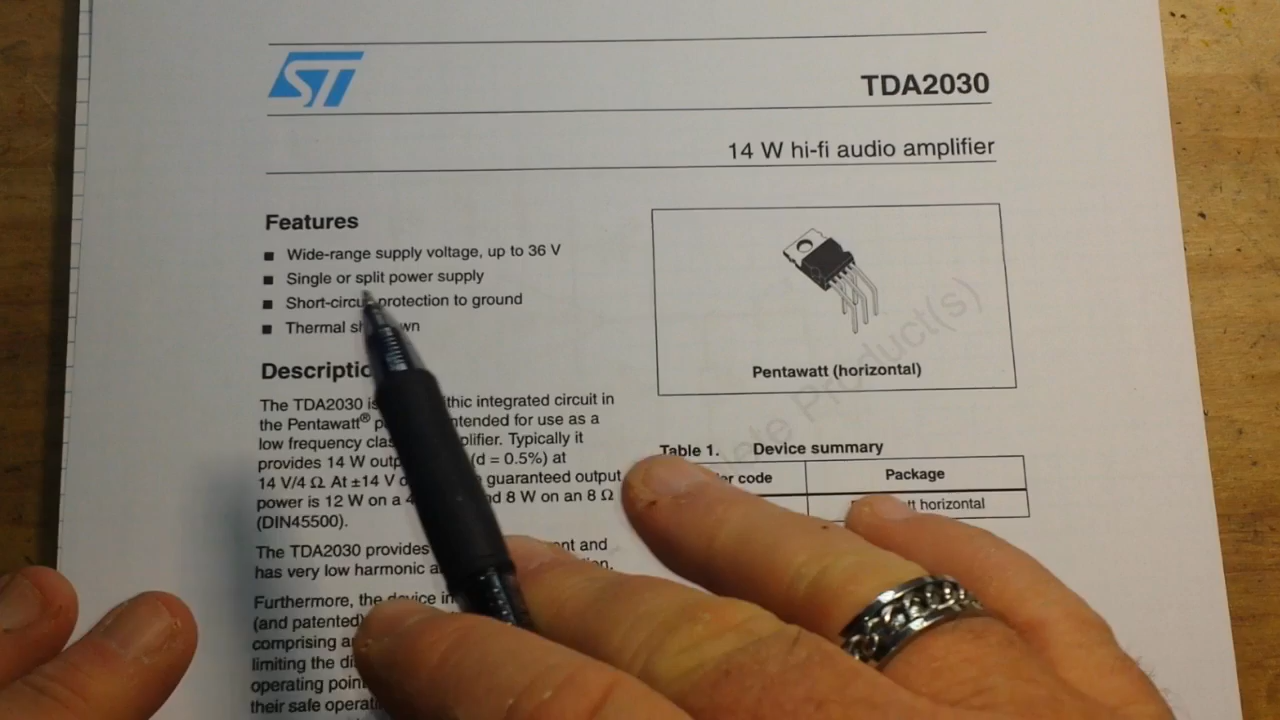 ST
TDA2030
14 W hi-fi audio amplifier
Features
Wide-range supply voltage, up to 36 V
Single or split power supply
Short-circu protection to ground
Thermal sh wn
Descriptio
The TDA2030 is thic integrated circuit in
the Pentawatt® p ntended for use as a
low frequency clas plifier. Typically it
provides 14 W outp (d = 0.5%) at
14 V/4 Ω. At ±14 V o guaranteed output
power is 12 W on a 4 nd 8 W on an 8 Ω
(DIN45500).
The TDA2030 provides nt and
has very low harmonic a on.
Furthermore, the device in
(and patented)
comprising a
limiting the di
operating poin
their safe operati
Pentawatt (horizontal)
Table 1. Device summary
r code Package
tt horizontal
ete Product(s)